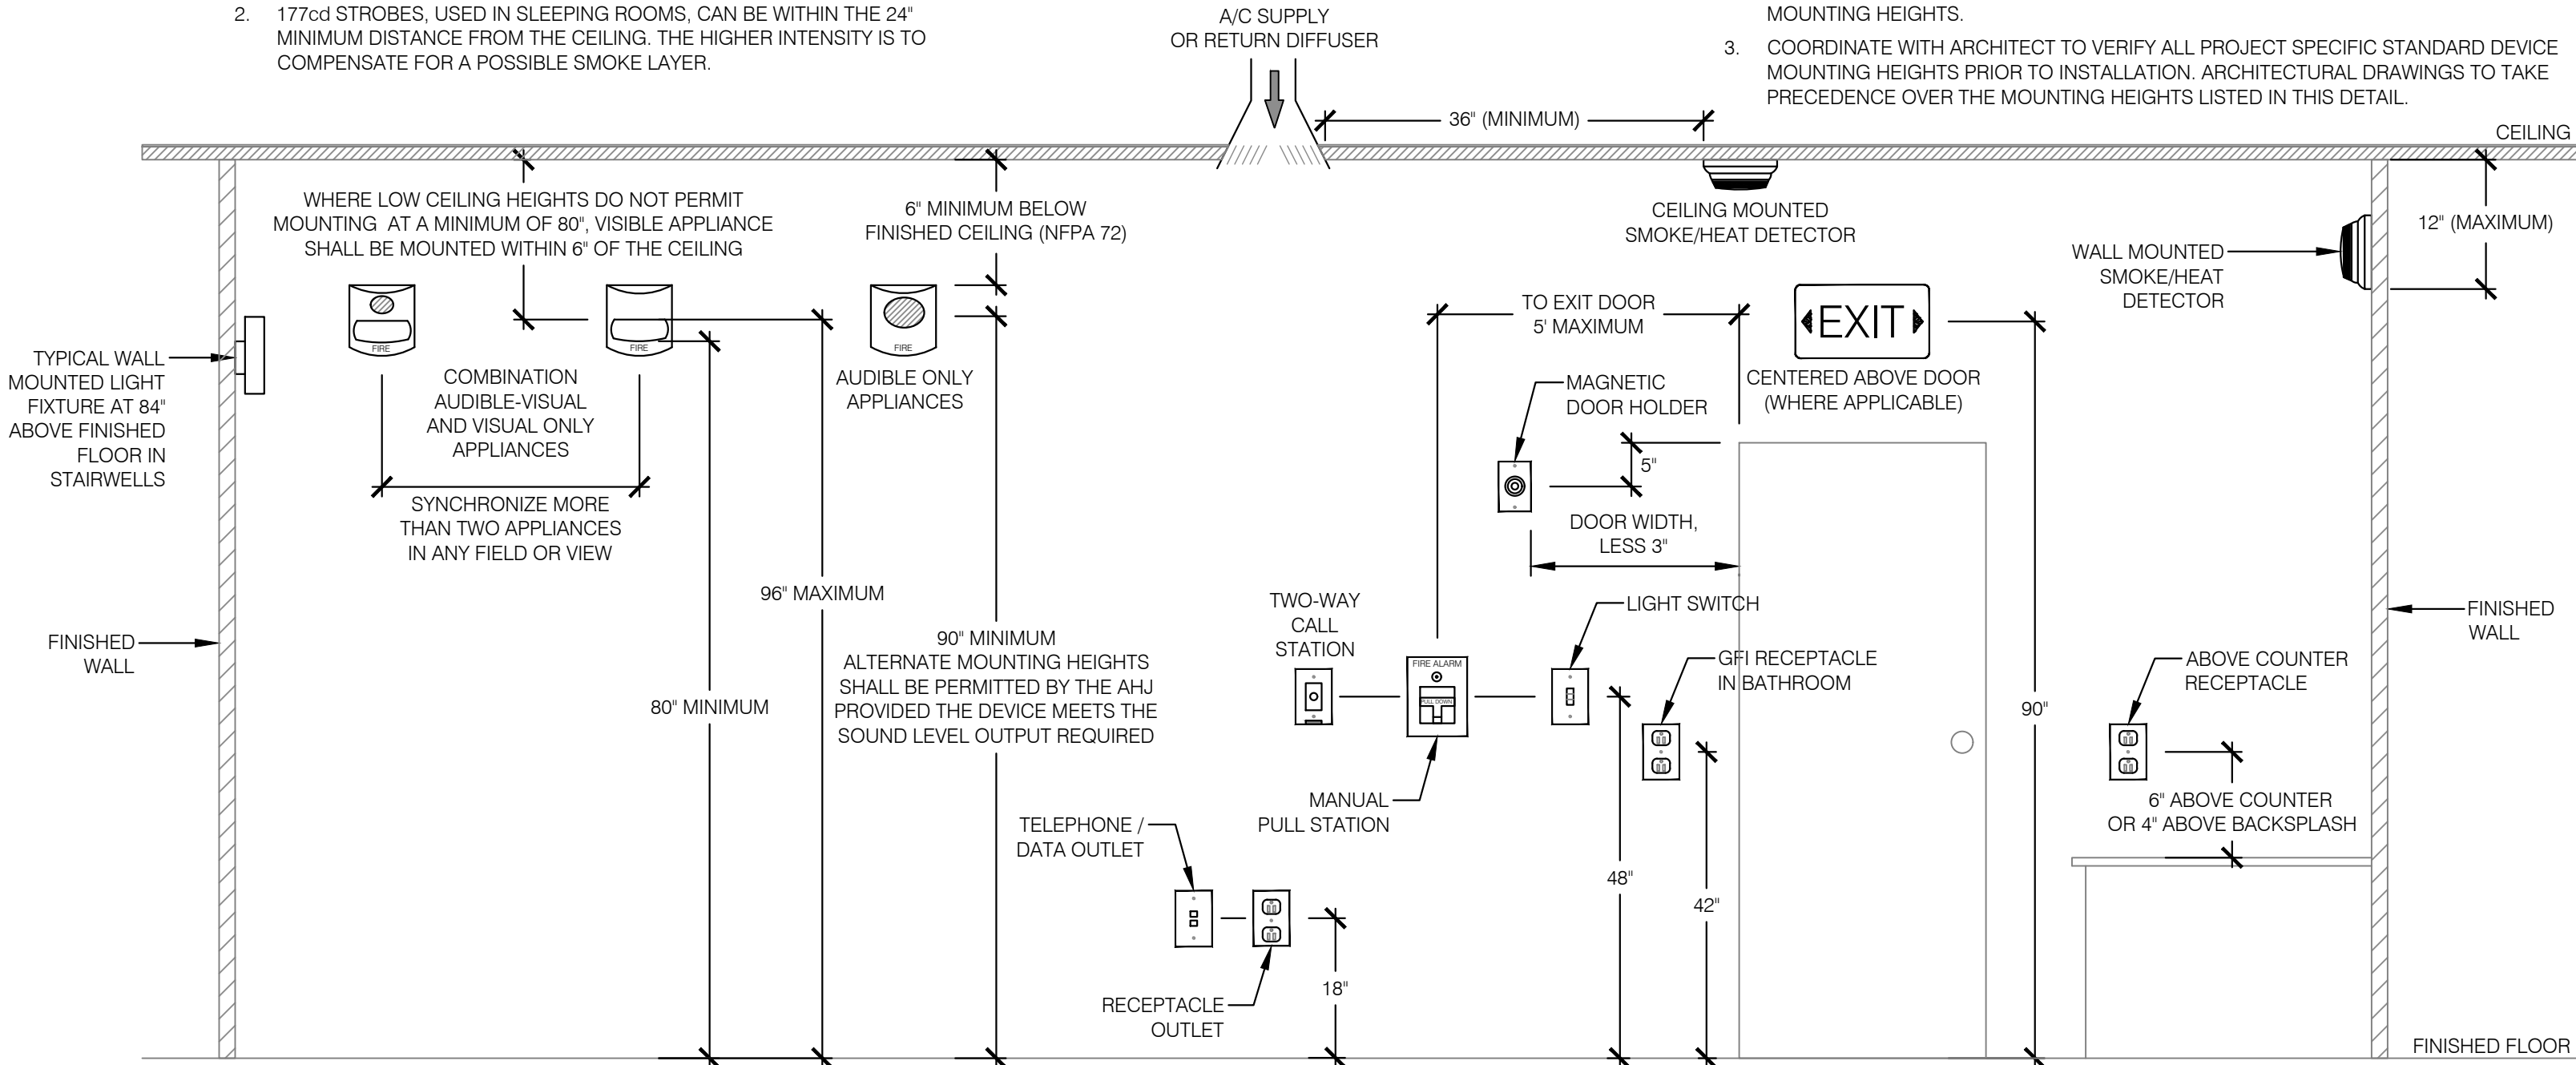 2. 177cd STROBES, USED IN SLEEPING ROOMS, CAN BE WITHIN THE 24"
MINIMUM DISTANCE FROM THE CEILING. THE HIGHER INTENSITY IS TO
COMPENSATE FOR A POSSIBLE SMOKE LAYER.
A/C SUPPLY
OR RETURN DIFFUSER
MOUNTING HEIGHTS.
3. COORDINATE WITH ARCHITECT TO VERIFY ALL PROJECT SPECIFIC STANDARD DEVICE
MOUNTING HEIGHTS PRIOR TO INSTALLATION. ARCHITECTURAL DRAWINGS TO TAKE
PRECEDENCE OVER THE MOUNTING HEIGHTS LISTED IN THIS DETAIL.
36" (MINIMUM)
CEILING
WHERE LOW CEILING HEIGHTS DO NOT PERMIT
MOUNTING AT A MINIMUM OF 80", VISIBLE APPLIANCE
SHALL BE MOUNTED WITHIN 6" OF THE CEILING
6" MINIMUM BELOW
FINISHED CEILING (NFPA 72)
CEILING MOUNTED
SMOKE/HEAT DETECTOR
WALL MOUNTED
SMOKE/HEAT
DETECTOR
12" (MAXIMUM)
TO EXIT DOOR
5' MAXIMUM
EXIT
FIRE
FIRE
FIRE
TYPICAL WALL
MOUNTED LIGHT
FIXTURE AT 84"
ABOVE FINISHED
FLOOR IN
STAIRWELLS
COMBINATION
AUDIBLE-VISUAL
AND VISUAL ONLY
APPLIANCES
AUDIBLE ONLY
APPLIANCES
MAGNETIC
DOOR HOLDER
CENTERED ABOVE DOOR
(WHERE APPLICABLE)
5"
SYNCHRONIZE MORE
THAN TWO APPLIANCES
IN ANY FIELD OR VIEW
DOOR WIDTH,
LESS 3"
96" MAXIMUM
TWO-WAY
CALL
STATION
LIGHT SWITCH
FINISHED
WALL
FINISHED
WALL
90" MINIMUM
ALTERNATE MOUNTING HEIGHTS
SHALL BE PERMITTED BY THE AHJ
PROVIDED THE DEVICE MEETS THE
SOUND LEVEL OUTPUT REQUIRED
80" MINIMUM
FIRE ALARM
PULL DOWN
GFI RECEPTACLE
IN BATHROOM
ABOVE COUNTER
RECEPTACLE
90"
MANUAL
PULL STATION
6" ABOVE COUNTER
OR 4" ABOVE BACKSPLASH
TELEPHONE /
DATA OUTLET
48"
42"
18"
RECEPTACLE
OUTLET
FINISHED FLOOR